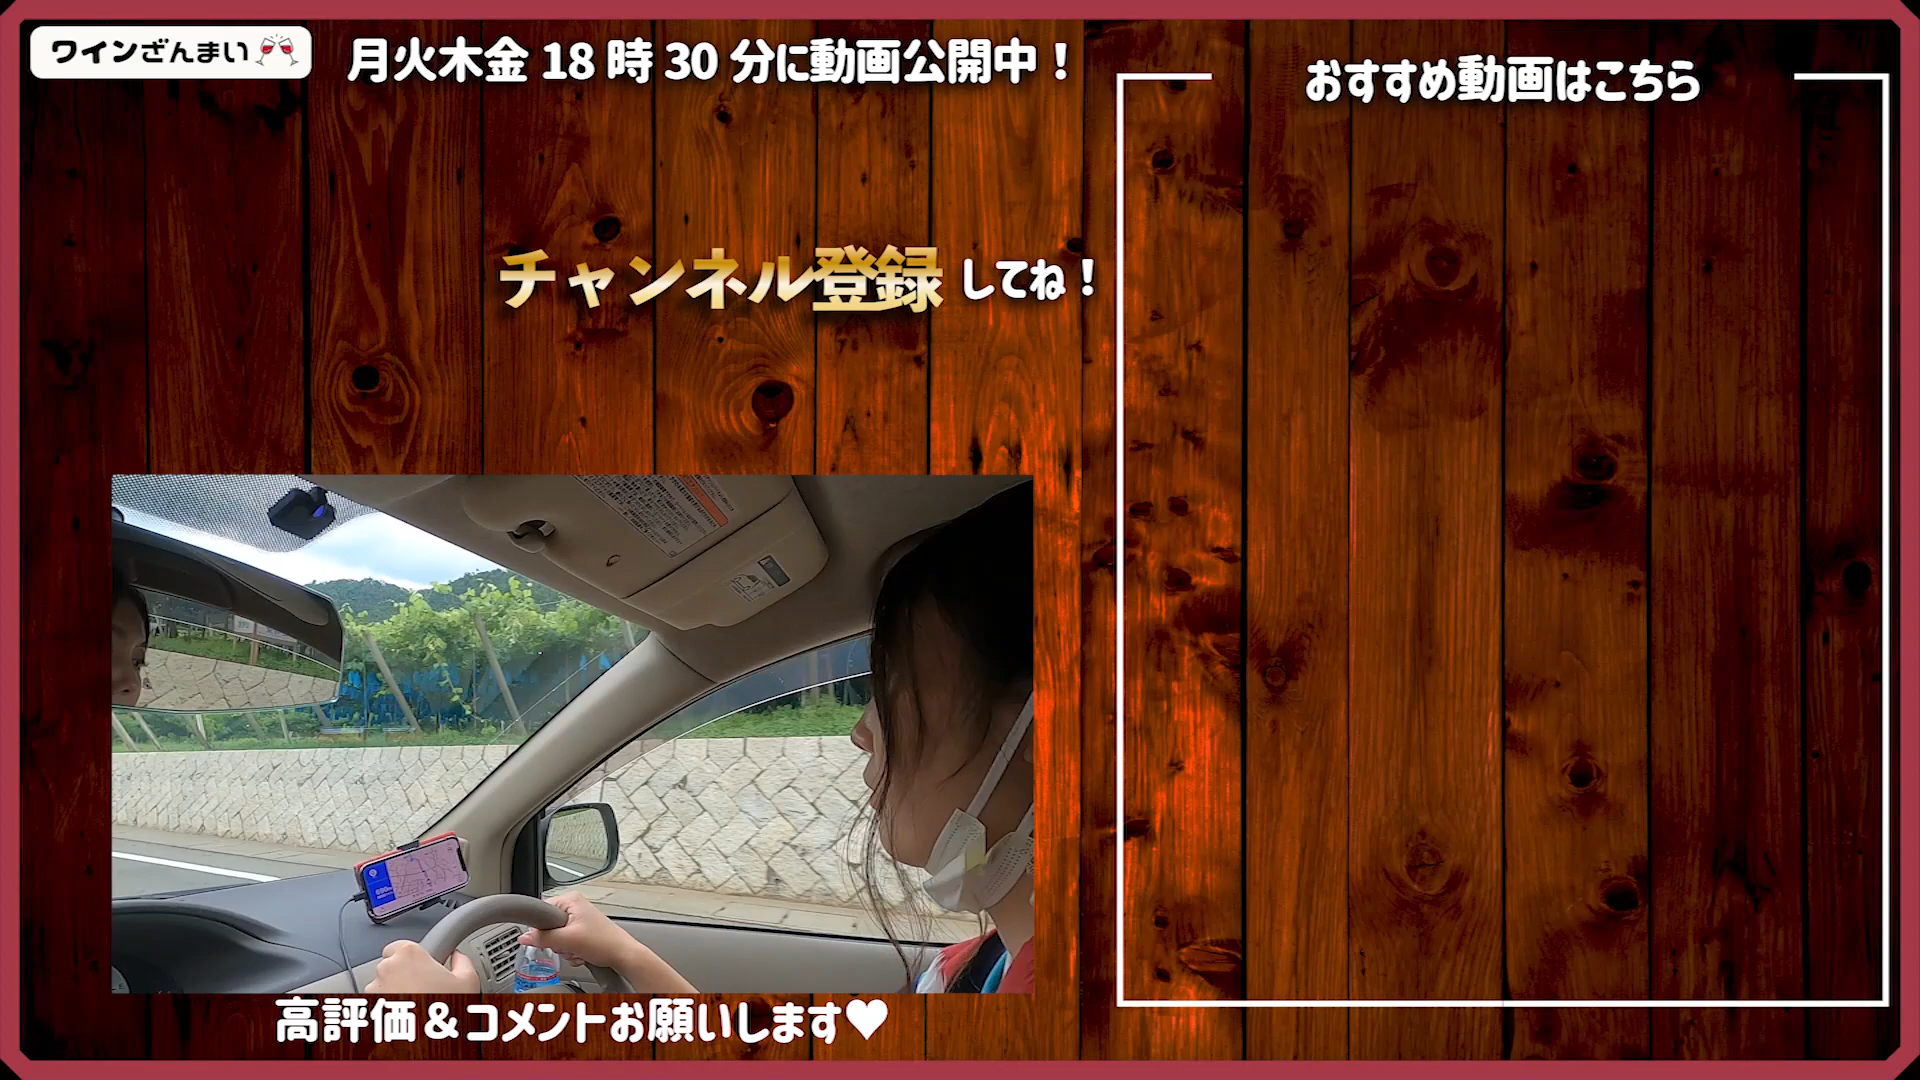 ワインざんまい
月火木金 18 時 30 分に動画公開中！
おすすめ動画はこちら
チャンネル登録 してね！
高評価＆コメントお願いします♥